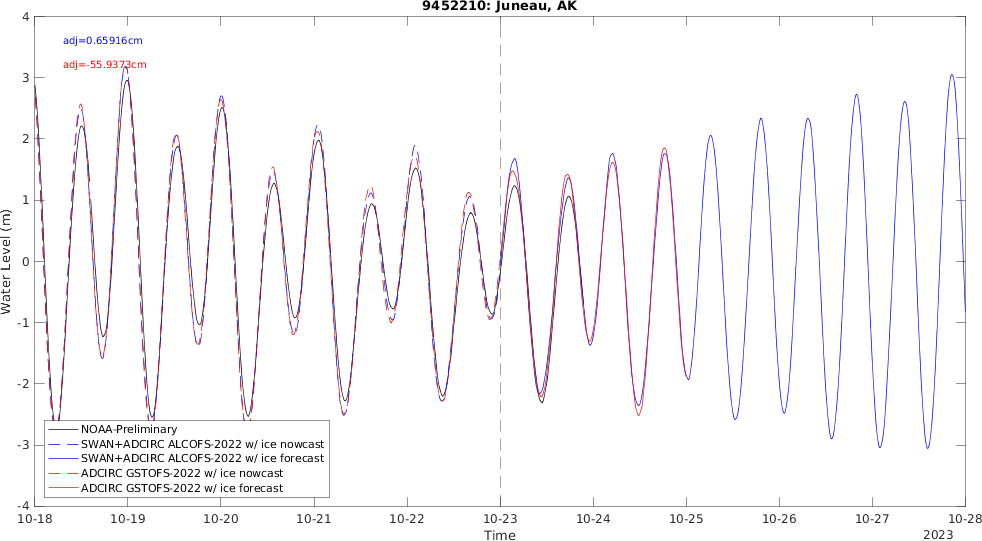 9452210: Juneau, AK
adj=0.65916cm
adj=-55.9373cm
Water Level (m)
4
3
2
1
0
-1
-2
-3
-4
NOAA-Preliminary
SWAN+ADCIRC ALCOFS-2022 w/ ice nowcast
SWAN+ADCIRC ALCOFS-2022 w/ ice forecast
ADCIRC GSTOFS-2022 w/ ice nowcast
ADCIRC GSTOFS-2022 w/ ice forecast
10-18 10-19 10-20 10-21 10-22 10-23 10-24 10-25 10-26 10-27 10-28
Time
2023